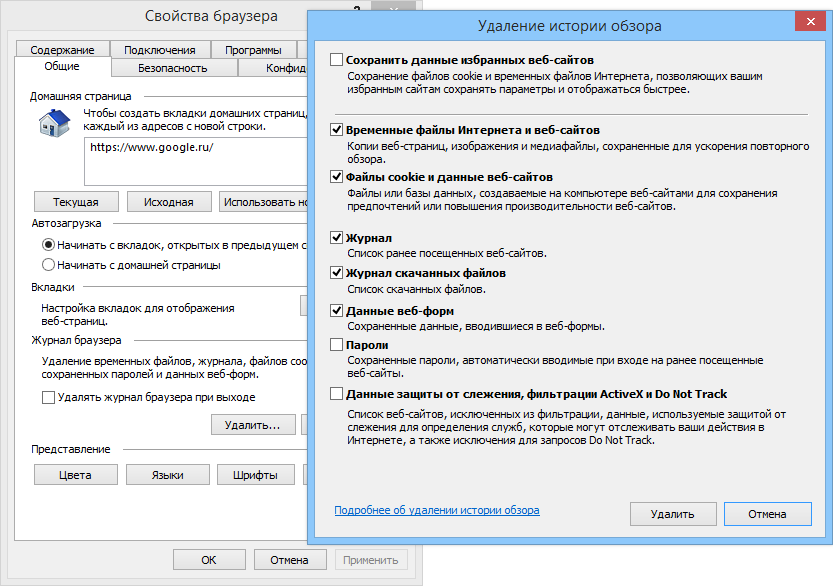 Свойства браузера
?
Содержание
Подключения
Программы
Общие
Безопасность
Конфид
Домашняя страница
Чтобы создать вкладки домашних страниц,
каждый из адресов с новой строки.
https://www.google.ru/
Текущая
Исходная
Использовать но
Автозагрузка
Начинать с вкладок, открытых в предыдущем с
Начинать с домашней страницы
Вкладки
Настройка вкладок для отображения
веб-страниц.
Журнал браузера
Удаление временных файлов, журнала, файлов coo
сохраненных паролей и данных веб-форм.
Удалять журнал браузера при выходе
Удалить...
Представление
Цвета
Языки
Шрифты
ОК
Отмена
Применить
Удаление истории обзора
Сохранить данные избранных веб-сайтов
Сохранение файлов cookie и временных файлов Интернета, позволяющих вашим
избранным сайтам сохранять параметры и отображаться быстрее.
Временные файлы Интернета и веб-сайтов
Копии веб-страниц, изображения и медиафайлы, сохраненные для ускорения повторного
обзора.
Файлы cookie и данные веб-сайтов
Файлы или базы данных, создаваемые на компьютере веб-сайтами для сохранения
предпочтений или повышения производительности веб-сайтов.
Журнал
Список ранее посещенных веб-сайтов.
Журнал скачанных файлов
Список скачанных файлов.
Данные веб-форм
Сохраненные данные, вводившиеся в веб-формы.
Пароли
Сохраненные пароли, автоматически вводимые при входе на ранее посещенные
веб-сайты.
Данные защиты от слежения, фильтрации ActiveX и Do Not Track
Список веб-сайтов, исключенных из фильтрации, данные, используемые защитой от
слежения для определения служб, которые могут отслеживать ваши действия в
Интернете, а также исключения для запросов Do Not Track.
Подробнее об удалении истории обзора
Удалить
Отмена